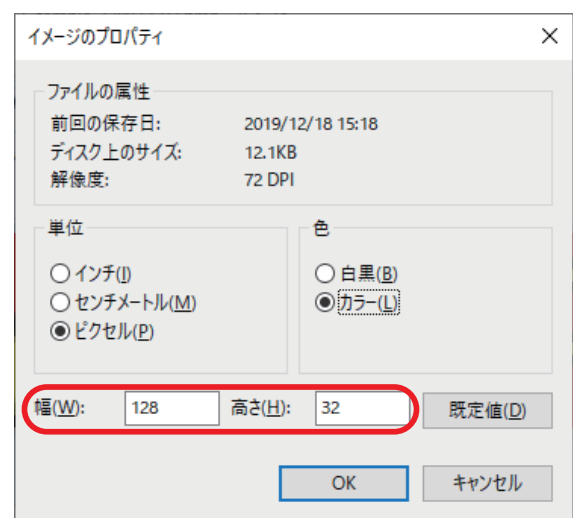 イメージのプロパティ
ファイルの属性
前回の保存日: 2019/12/18 15:18
ディスク上のサイズ: 12.1KB
解像度: 72 DPI
単位
インチ(I)
センチメートル(M)
ピクセル(P)
色
白黒(B)
カラー(L)
幅(W): 128 高さ(H): 32 既定値(D)
OK キャンセル